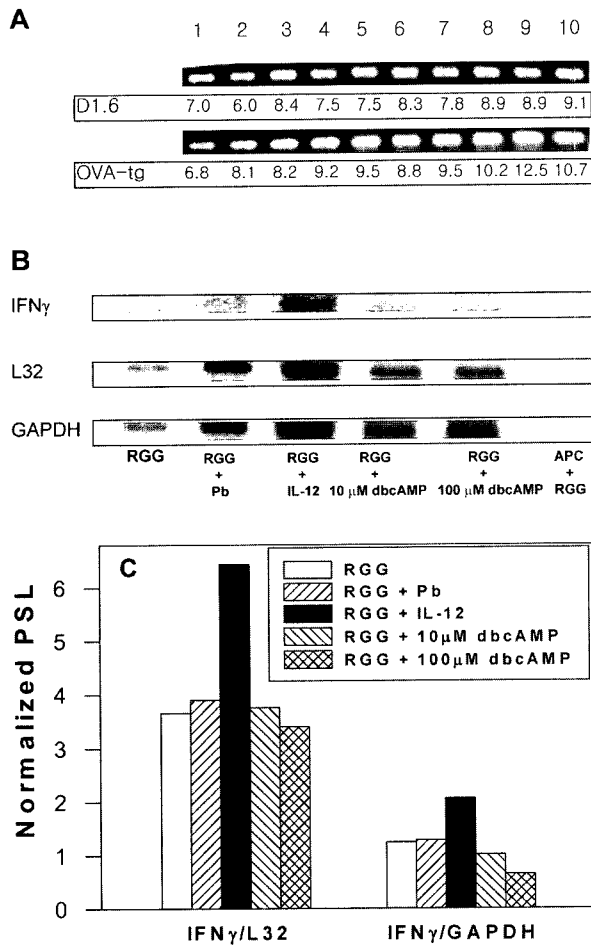 A
1 2 3 4 5 6 7 8 9 10
D1.6 7.0 6.0 8.4 7.5 7.5 8.3 7.8 8.9 8.9 9.1
OVA-tg 6.8 8.1 8.2 9.2 9.5 8.8 9.5 10.2 12.5 10.7
B
IFNγ
L32
GAPDH
RGG RGG RGG RGG RGG APC
+ + + + +
Pb IL-12 10 μM dbcAMP 100 μM dbcAMP RGG
C
RGG
RGG + Pb
RGG + IL-12
RGG + 10μM dbcAMP
RGG + 100μM dbcAMP
Normalized PSL
6
5
4
3
2
1
0
IFNγ/L32 IFNγ/GAPDH